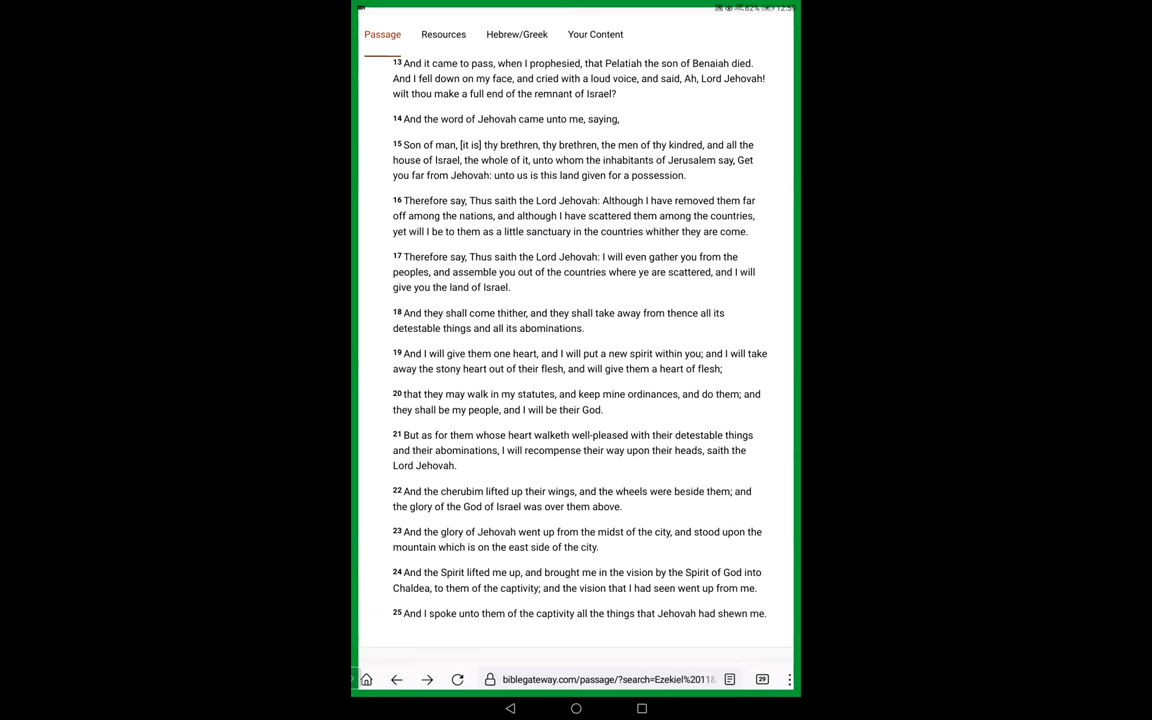 82% 12:59
Passage Resources Hebrew/Greek Your Content
13 And it came to pass, when I prophesied, that Pelatiah the son of Benaiah died.
And I fell down on my face, and cried with a loud voice, and said, Ah, Lord Jehovah!
wilt thou make a full end of the remnant of Israel?
14 And the word of Jehovah came unto me, saying,
15 Son of man, [it is] thy brethren, thy brethren, the men of thy kindred, and all the
house of Israel, the whole of it, unto whom the inhabitants of Jerusalem say, Get
you far from Jehovah: unto us is this land given for a possession.
16 Therefore say, Thus saith the Lord Jehovah: Although I have removed them far
off among the nations, and although I have scattered them among the countries,
yet will I be to them as a little sanctuary in the countries whither they are come.
17 Therefore say, Thus saith the Lord Jehovah: I will even gather you from the
peoples, and assemble you out of the countries where ye are scattered, and I will
give you the land of Israel.
18 And they shall come thither, and they shall take away from thence all its
detestable things and all its abominations.
19 And I will give them one heart, and I will put a new spirit within you; and I will take
away the stony heart out of their flesh, and will give them a heart of flesh;
20 that they may walk in my statutes, and keep mine ordinances, and do them; and
they shall be my people, and I will be their God.
21 But as for them whose heart walketh well-pleased with their detestable things
and their abominations, I will recompense their way upon their heads, saith the
Lord Jehovah.
22 And the cherubim lifted up their wings, and the wheels were beside them; and
the glory of the God of Israel was over them above.
23 And the glory of Jehovah went up from the midst of the city, and stood upon the
mountain which is on the east side of the city.
24 And the Spirit lifted me up, and brought me in the vision by the Spirit of God into
Chaldea, to them of the captivity; and the vision that I had seen went up from me.
25 And I spoke unto them of the captivity all the things that Jehovah had shewn me.
biblegateway.com/passage/?search=Ezekiel%2011& 29